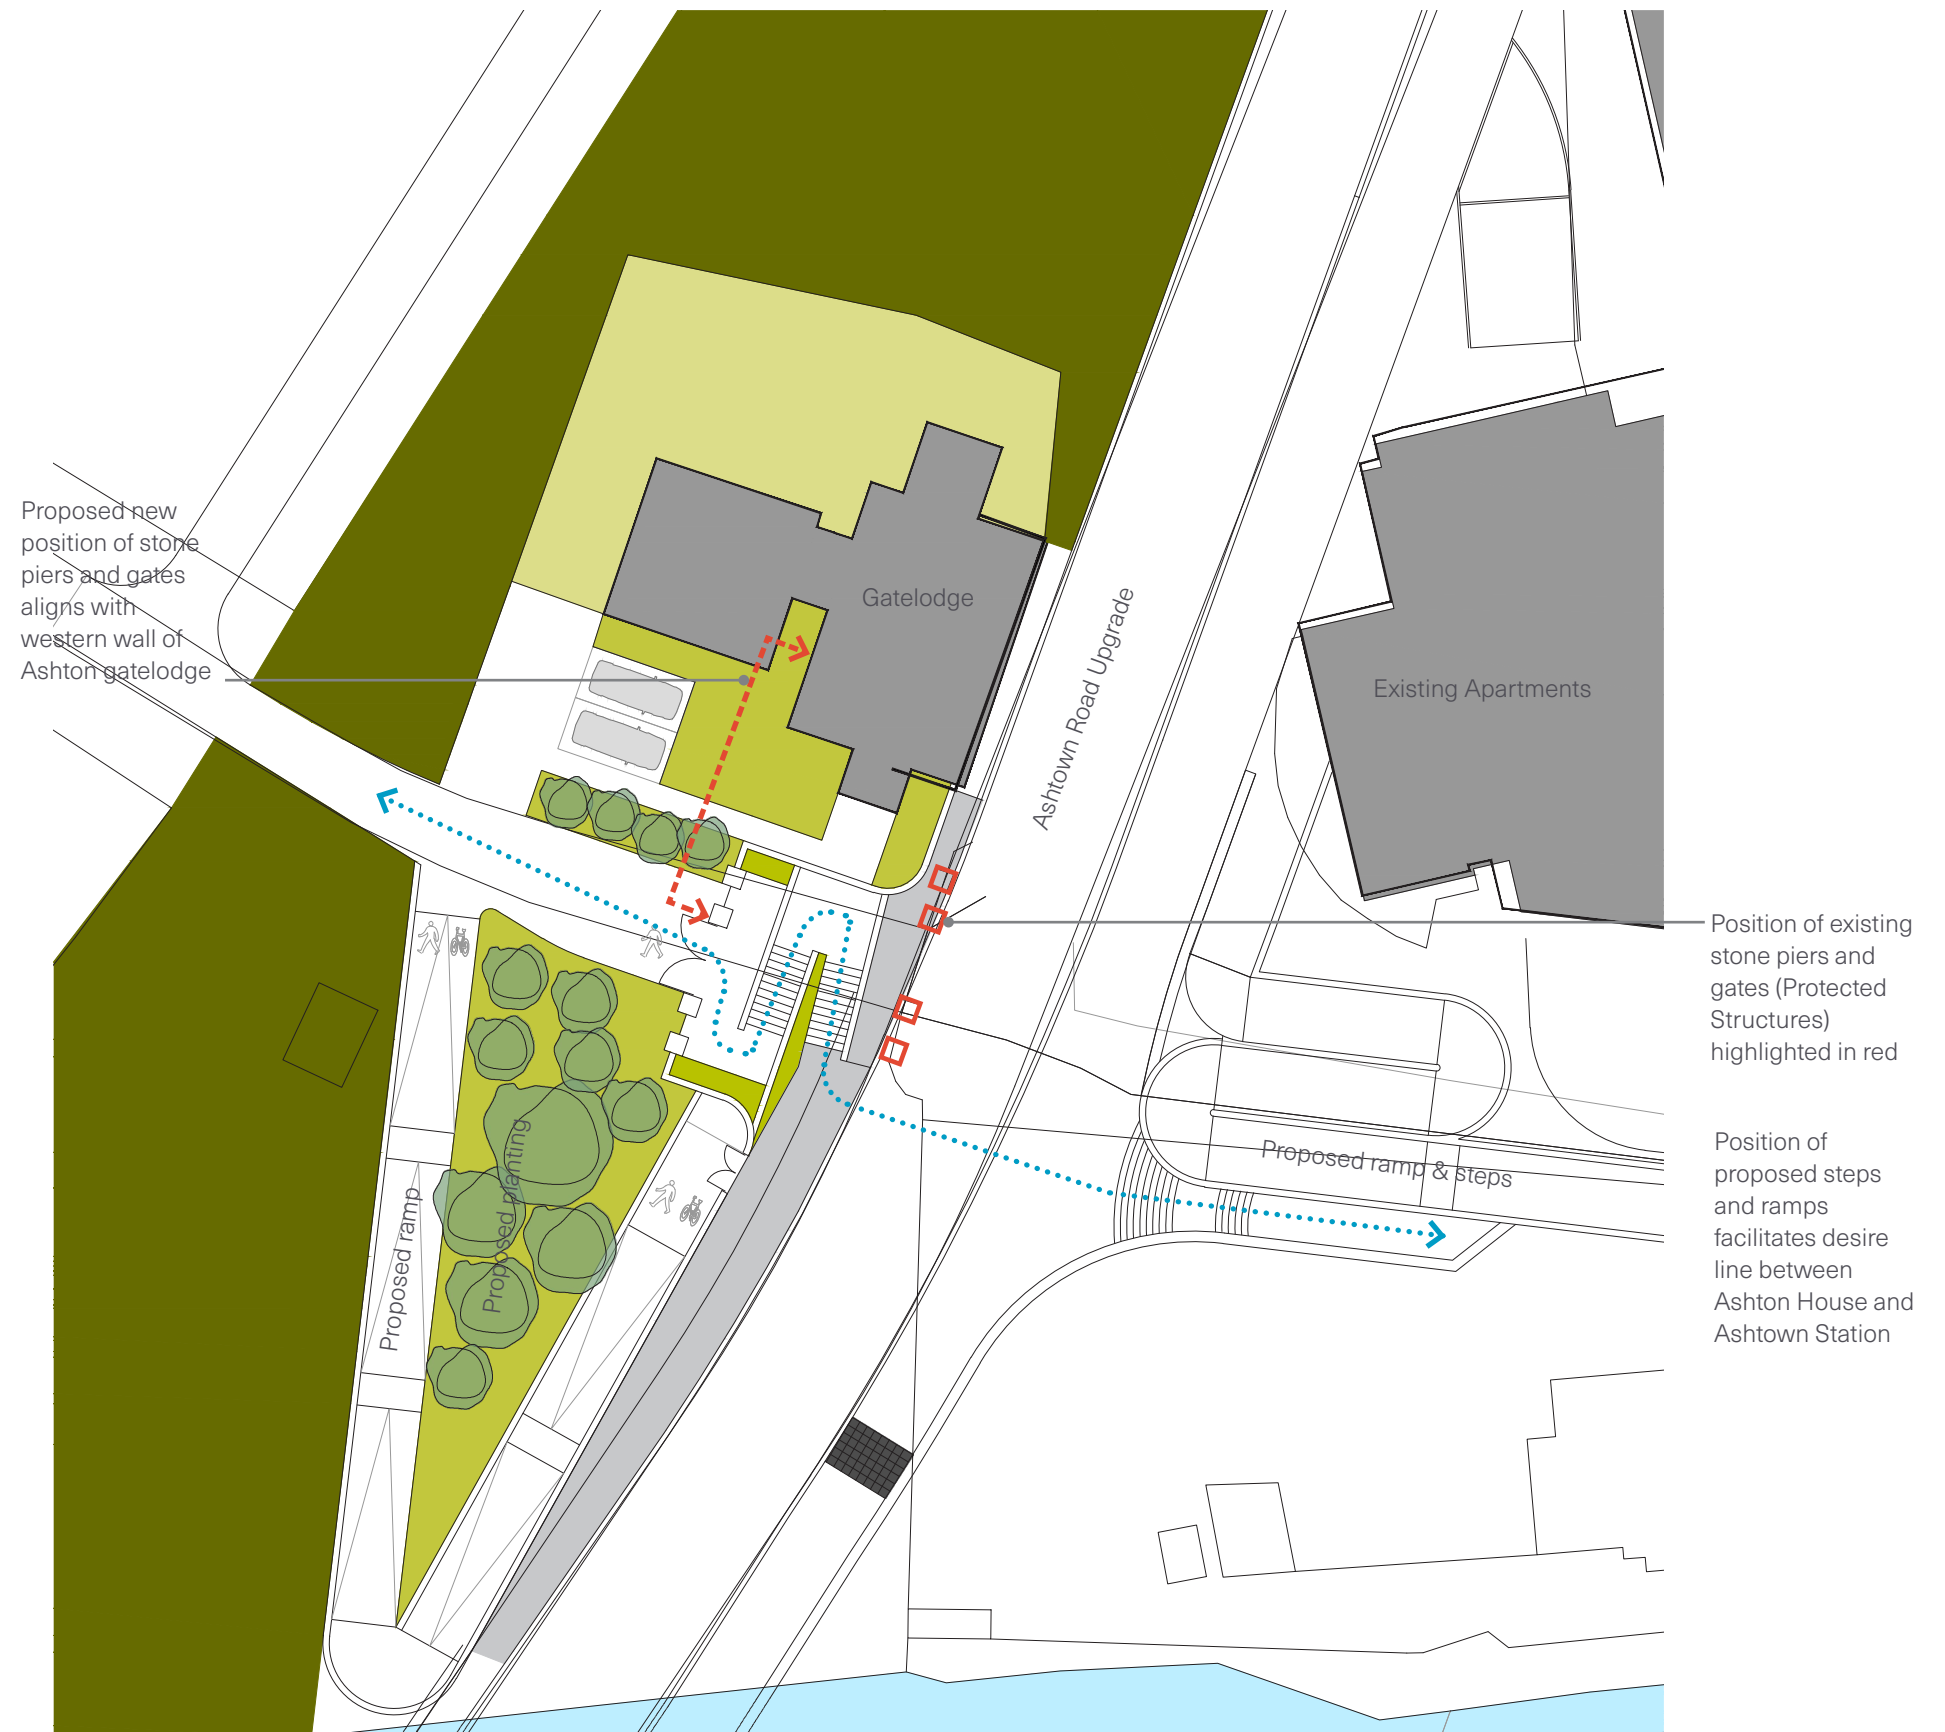 Proposed new
position of stone
piers and gates
aligns with
western wall of
Ashton gatelodge
Gatelodge
Ashtown Road Upgrade
Existing Apartments
Position of existing
stone piers and
gates (Protected
Structures)
highlighted in red
Position of
proposed steps
and ramps
facilitates desire
line between
Ashton House and
Ashtown Station
Proposed ramp & steps
Proposed planting
Proposed ramp